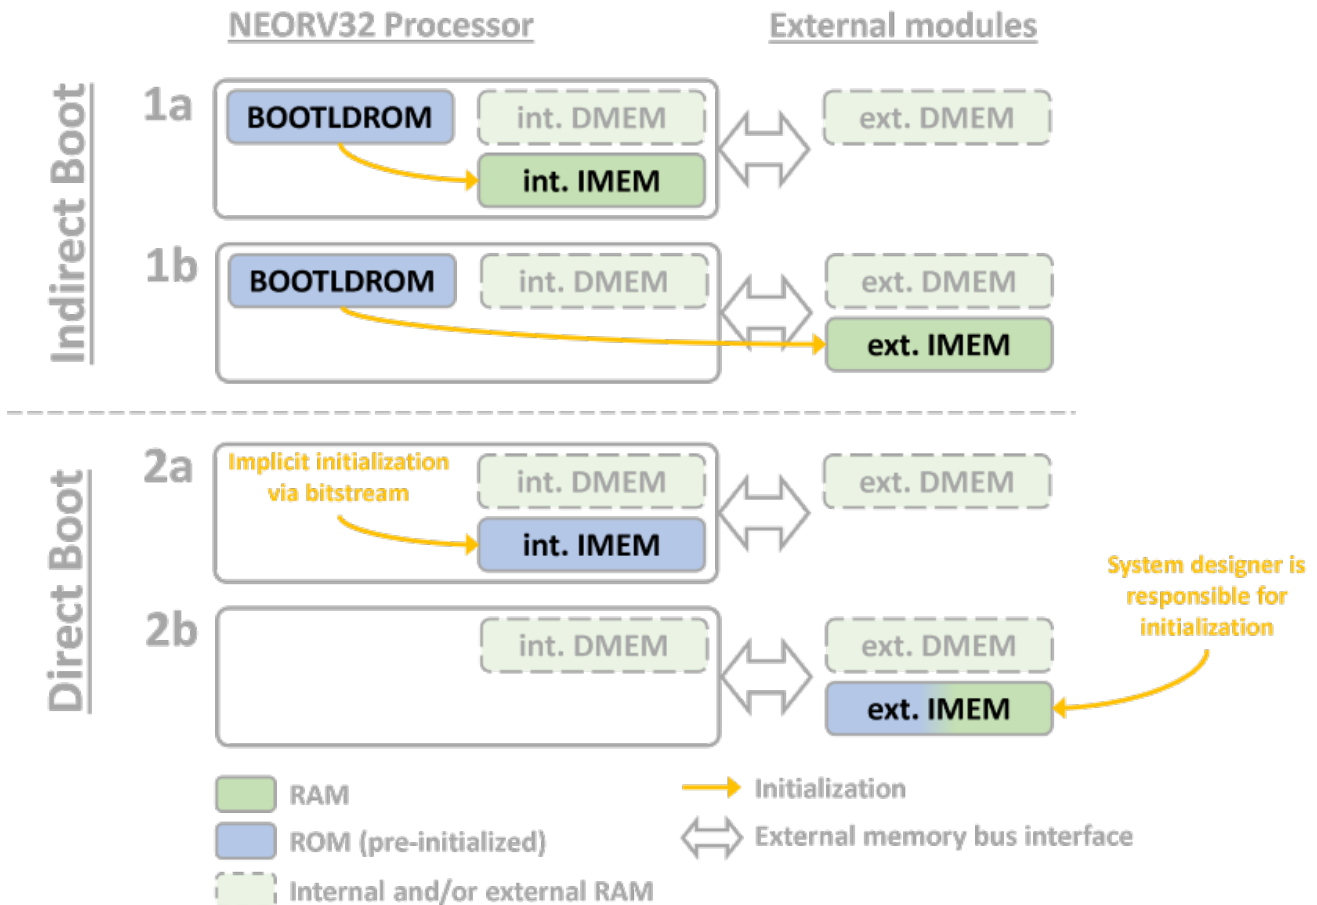 NEORV32 Processor
External modules
Indirect Boot
1a
BOOTLDROM
int. DMEM
ext. DMEM
int. IMEM
1b
BOOTLDROM
int. DMEM
ext. DMEM
ext. IMEM
Direct Boot
2a
Implicit initialization
via bitstream
int. DMEM
ext. DMEM
int. IMEM
System designer is
responsible for
initialization
2b
int. DMEM
ext. DMEM
ext. IMEM
RAM
Initialization
ROM (pre-initialized)
External memory bus interface
Internal and/or external RAM